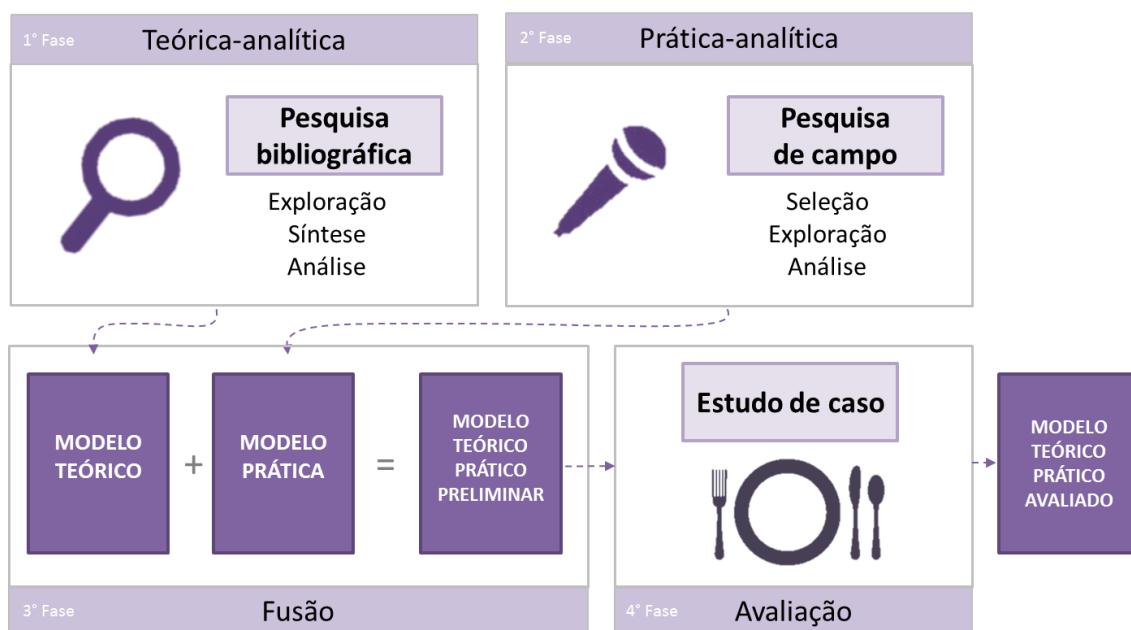 1° Fase
Teórica-analítica
Pesquisa
bibliográfica
Exploração
Síntese
Análise
2° Fase
Prática-analítica
Pesquisa
de campo
Seleção
Exploração
Análise
MODELO
TEÓRICO
+
MODELO
PRÁTICA
=
MODELO
TEÓRICO
PRÁTICO
PRELIMINAR
3° Fase
Fusão
Estudo de caso
4° Fase
Avaliação
MODELO
TEÓRICO
PRÁTICO
AVALIADO